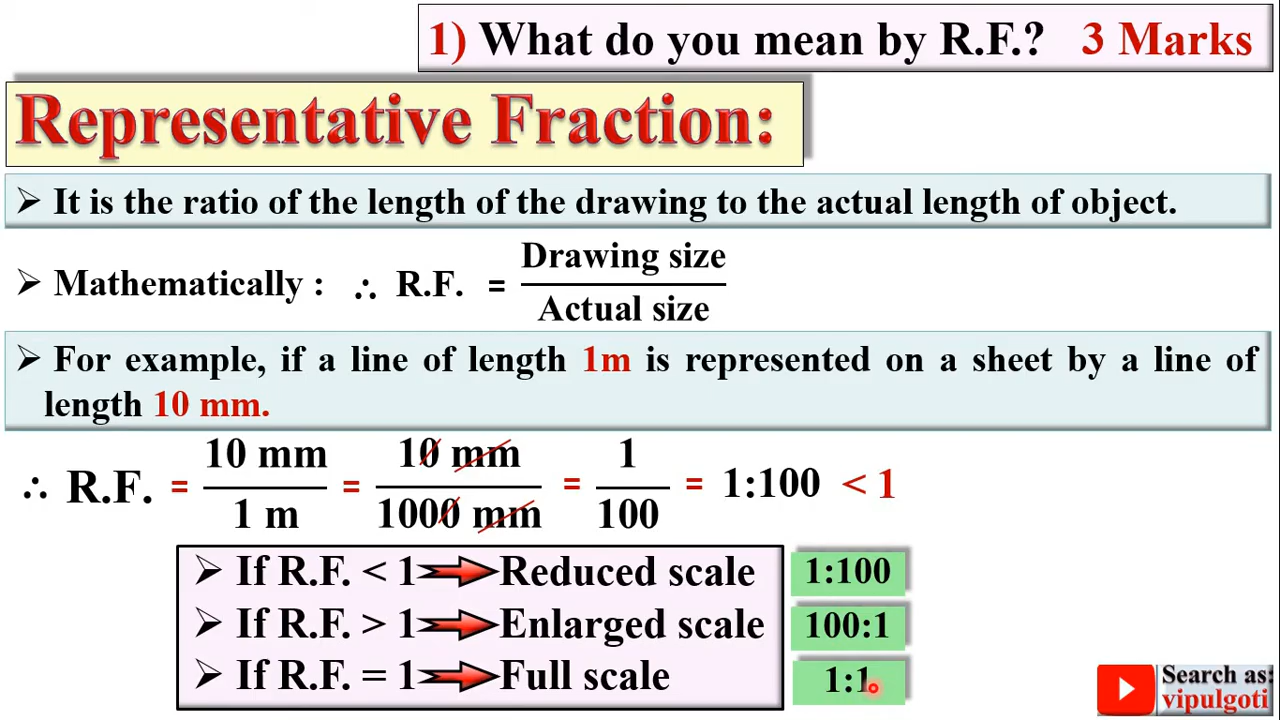 1) What do you mean by R.F.? 3 Marks
Representative Fraction:
➢ It is the ratio of the length of the drawing to the actual length of object.
➢ Mathematically : ∴ R.F. = Drawing size / Actual size
➢ For example, if a line of length 1m is represented on a sheet by a line of
length 10 mm.
∴ R.F. = 10 mm / 1 m = 10 mm / 1000 mm = 1 / 100 = 1:100 < 1
➢ If R.F. < 1 Reduced scale 1:100
➢ If R.F. > 1 Enlarged scale 100:1
➢ If R.F. = 1 Full scale 1:1
Search as:
vipulgoti